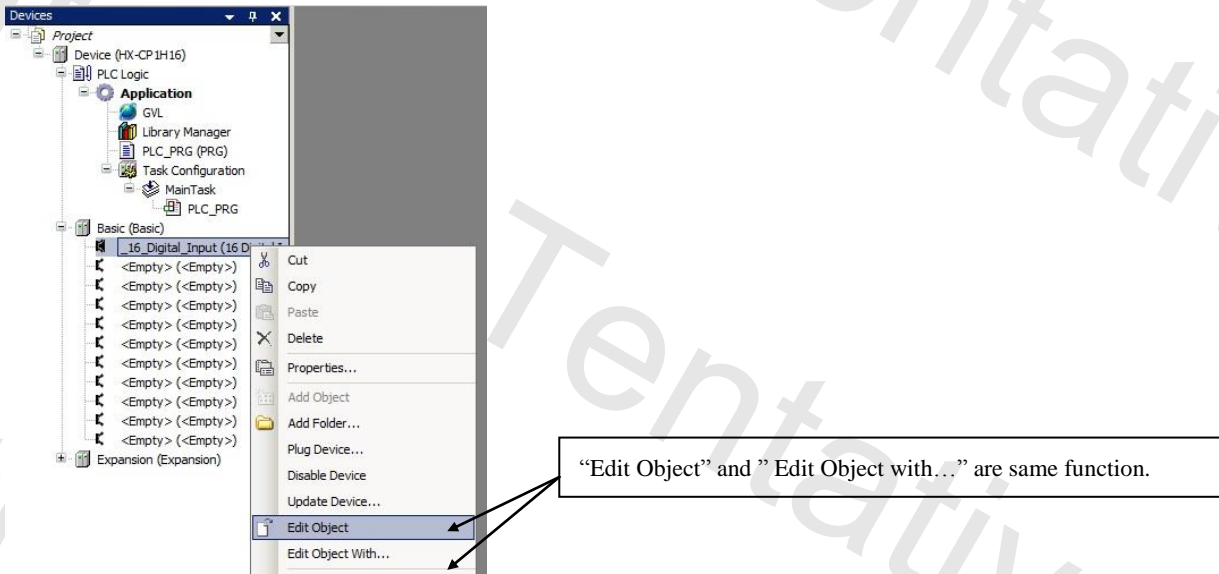 Devices
Project
Device (HX-CP1H16)
PLC Logic
Application
GVL
Library Manager
PLC_PRG (PRG)
Task Configuration
MainTask
PLC_PRG
Basic (Basic)
_16_Digital_Input (16 D
<Empty> (<Empty>)
<Empty> (<Empty>)
<Empty> (<Empty>)
<Empty> (<Empty>)
<Empty> (<Empty>)
<Empty> (<Empty>)
<Empty> (<Empty>)
<Empty> (<Empty>)
<Empty> (<Empty>)
<Empty> (<Empty>)
Expansion (Expansion)
Cut
Copy
Paste
Delete
Properties...
Add Object
Add Folder...
Plug Device...
Disable Device
Update Device...
Edit Object
Edit Object With...
“Edit Object” and ” Edit Object with…” are same function.
Tentativ
ntati